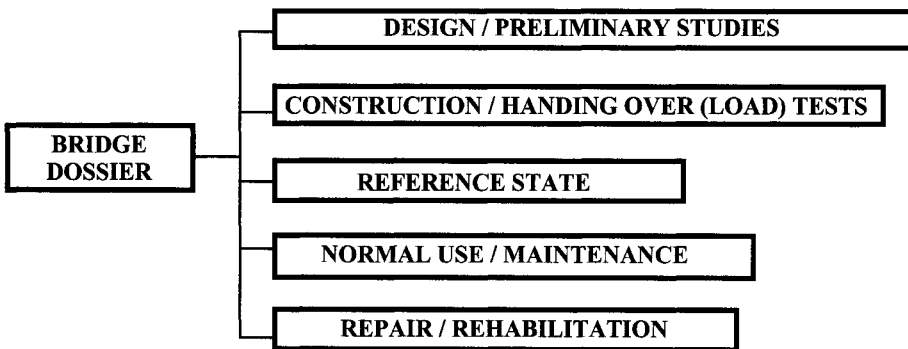 DESIGN / PRELIMINARY STUDIES
CONSTRUCTION / HANDING OVER (LOAD) TESTS
BRIDGE
DOSSIER
REFERENCE STATE
NORMAL USE / MAINTENANCE
REPAIR / REHABILITATION